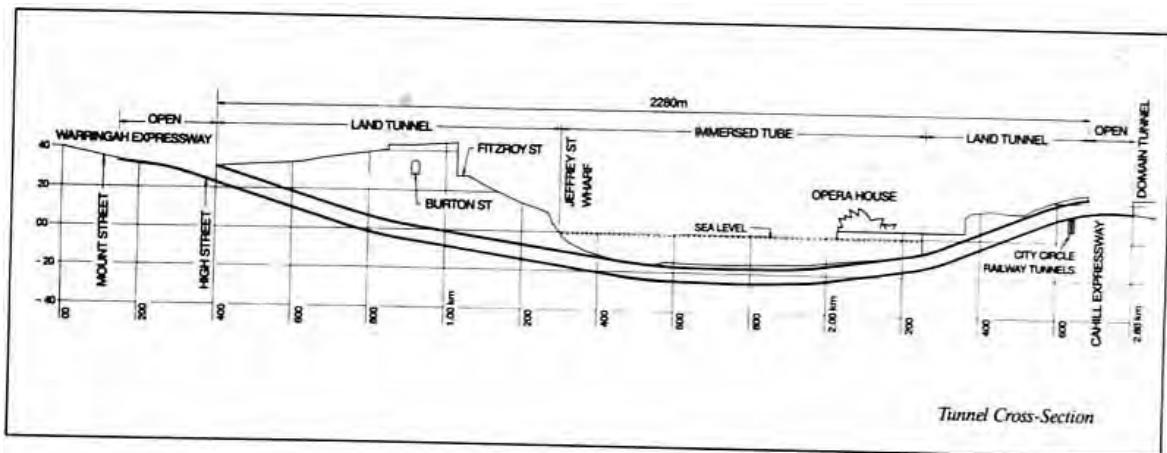 2280m
OPEN
LAND TUNNEL
IMMERSED TUBE
LAND TUNNEL
OPEN
WARRINGAH EXPRESSWAY
DOMAIN TUNNEL
40
20
00
-20
-40
FITZROY ST
BURTON ST
JEFFREY ST
WHARF
OPERA HOUSE
SEA LEVEL
MOUNT STREET
HIGH STREET
CITY CIRCLE
RAILWAY TUNNELS
CAHILL EXPRESSWAY
00
200
400
600
800
1.00 km
200
400
600
800
2.00 km
200
400
600
2.80 km
Tunnel Cross-Section